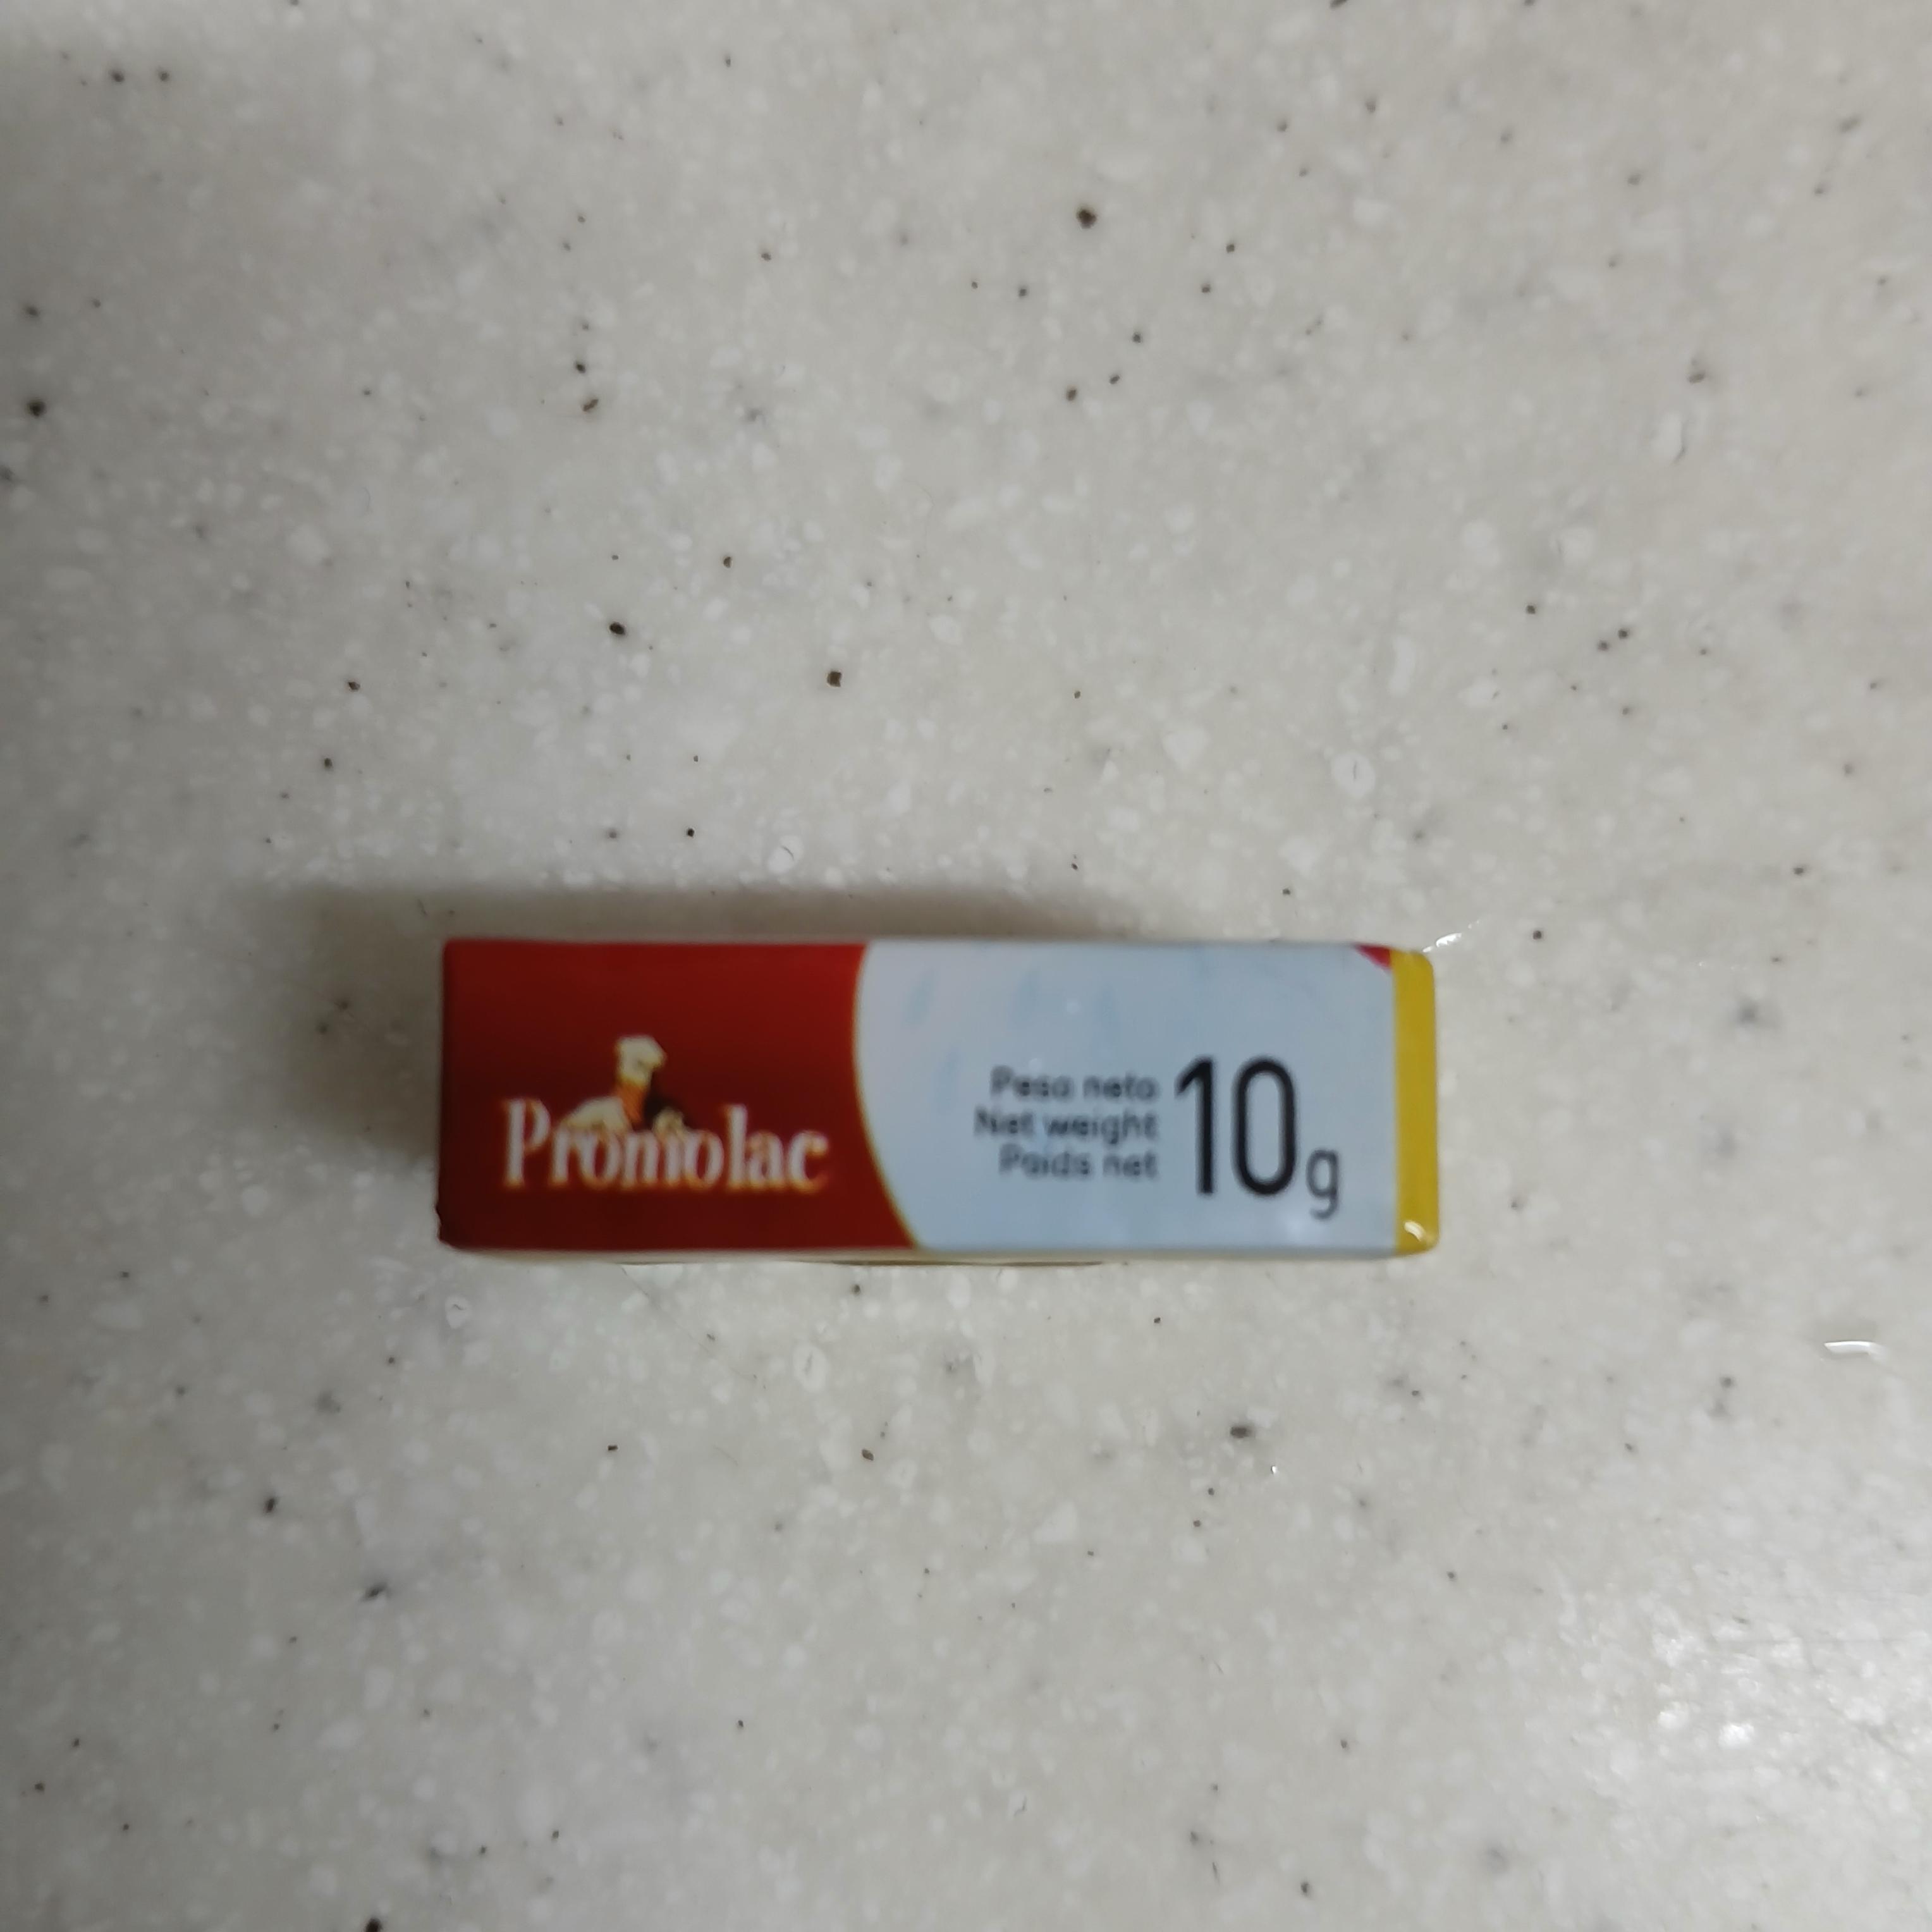 Promolac
Peso neto
Net weight
Poids net
10g